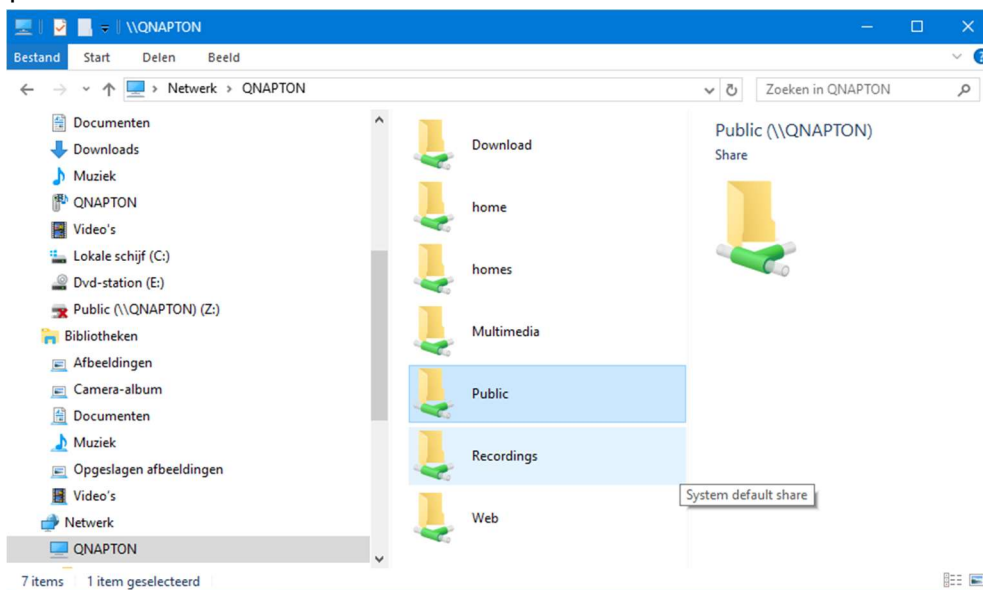 \\QNAPTON
Bestand Start Delen Beeld
Netwerk QNAPTON
Zoeken in QNAPTON
Documenten
Downloads
Muziek
QNAPTON
Video's
Lokale schijf (C:)
Dvd-station (E:)
Public (\\QNAPTON) (Z:)
Bibliotheken
Afbeeldingen
Camera-album
Documenten
Muziek
Opgeslagen afbeeldingen
Video's
Netwerk
QNAPTON
Download
home
homes
Multimedia
Public
Recordings
Web
System default share
Public (\\QNAPTON)
Share
7 items 1 item geselecteerd